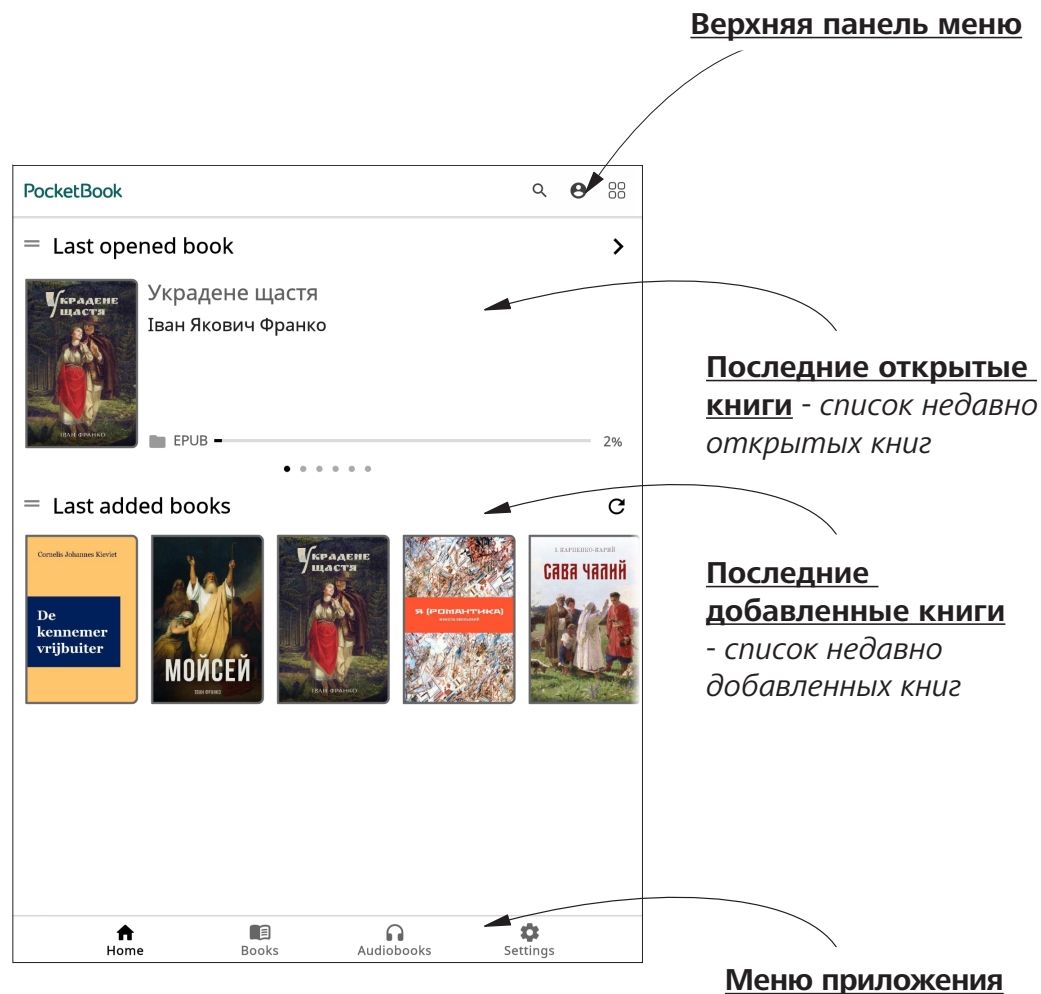 Верхняя панель меню
PocketBook
Last opened book
УКРАДЕНЕ
ЩАСТЯ
ІВАН ФРАНКО
Украдене щастя
Іван Якович Франко
EPUB
2%
Последние открытые
книги - список недавно
открытых книг
Last added books
Cornelis Johannes Kieviet
De
kennemer
vrijbuiter
МОЙСЕЙ
ІВАН ФРАНКО
УКРАДЕНЕ
ЩАСТЯ
ІВАН ФРАНКО
Я (РОМАНТИКА)
І. КАРПЕНКО-КАРИЙ
САВА ЧАЛИЙ
Последние
добавленные книги
- список недавно
добавленных книг
Home
Books
Audiobooks
Settings
Меню приложения